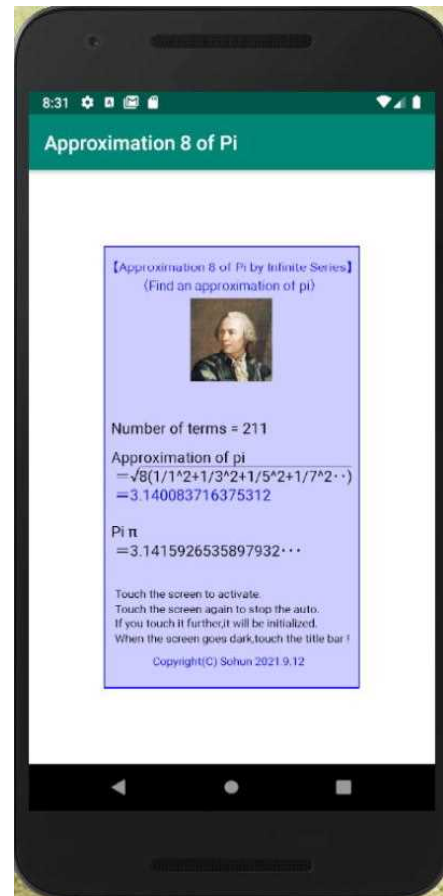 8:31
Approximation 8 of Pi
【Approximation 8 of Pi by Infinite Series】
(Find an approximation of pi)
Number of terms = 211
Approximation of pi
=√8(1/1^2+1/3^2+1/5^2+1/7^2‥)
=3.140083716375312
Pi π
=3.1415926535897932･･･
Touch the screen to activate.
Touch the screen again to stop the auto.
If you touch it further,it will be initialized.
When the screen goes dark,touch the title bar !
Copyright(C) Sohun 2021.9.12